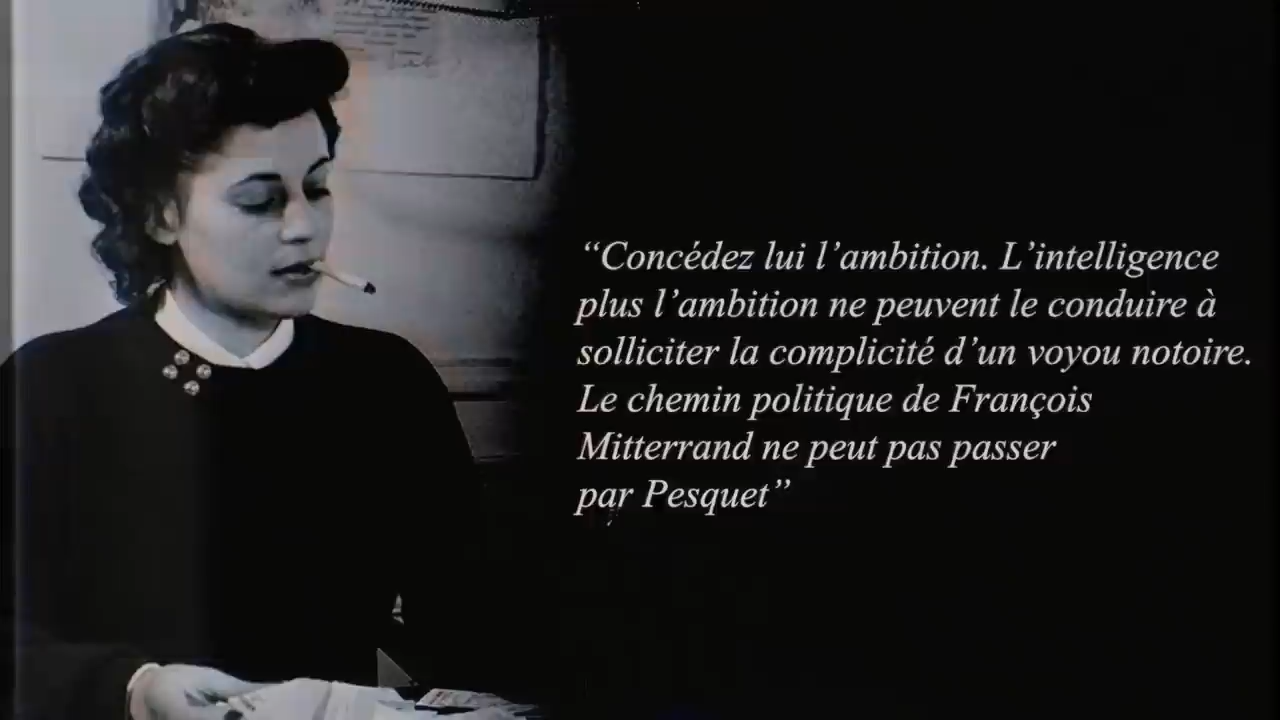 “Concédez lui l’ambition. L’intelligence
plus l’ambition ne peuvent le conduire à
solliciter la complicité d’un voyou notoire.
Le chemin politique de François
Mitterrand ne peut pas passer
par Pesquet”